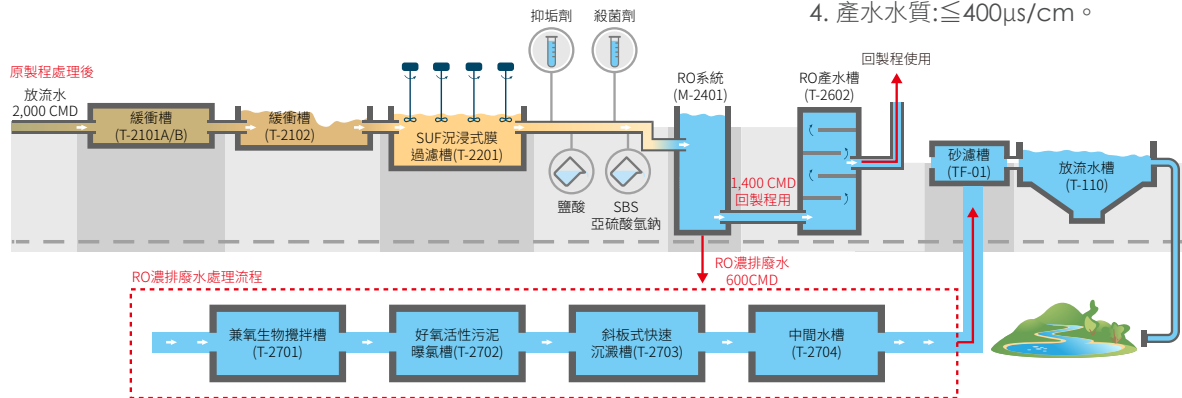 4. 產水水質:≦400μs/cm。
抑垢劑
殺菌劑
原製程處理後
放流水
2,000 CMD
緩衝槽
(T-2101A/B)
緩衝槽
(T-2102)
SUF沉浸式膜
過濾槽(T-2201)
鹽酸
SBS
亞硫酸氫鈉
RO系統
(M-2401)
1,400 CMD
回製程用
RO產水槽
(T-2602)
回製程使用
砂濾槽
(TF-01)
放流水槽
(T-110)
RO濃排廢水
600CMD
RO濃排廢水處理流程
兼氧生物攪拌槽
(T-2701)
好氧活性污泥
曝氣槽(T-2702)
斜板式快速
沉澱槽(T-2703)
中間水槽
(T-2704)